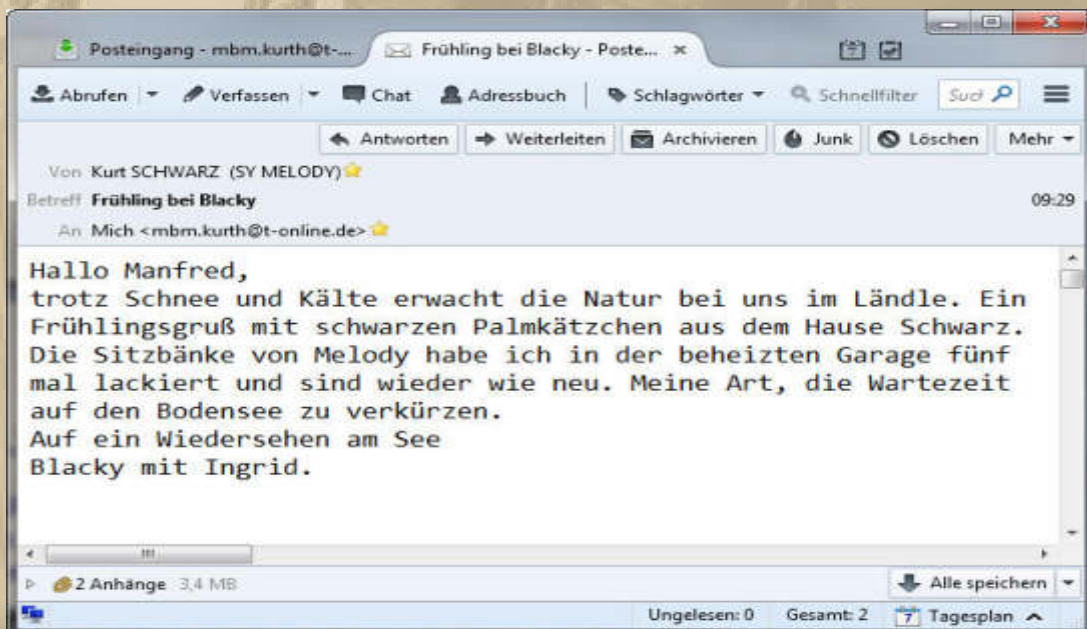 Posteingang - mbm.kurth@t-... Frühling bei Blacky - Poste...
Abrufen Verfassen Chat Adressbuch Schlagwörter Schnellfilter
Antworten Weiterleiten Archivieren Junk Löschen Mehr
Von Kurt SCHWARZ (SY MELODY)
Betreff Frühling bei Blacky 09:29
An Mich <mbm.kurth@t-online.de>
Hallo Manfred,
trotz Schnee und Kälte erwacht die Natur bei uns im Ländle. Ein
Frühlingsgruß mit schwarzen Palmkätzchen aus dem Hause Schwarz.
Die Sitzbänke von Melody habe ich in der beheizten Garage fünf
mal lackiert und sind wieder wie neu. Meine Art, die Wartezeit
auf den Bodensee zu verkürzen.
Auf ein Wiedersehen am See
Blacky mit Ingrid.
2 Anhänge 3,4 MB Alle speichern
Ungelesen: 0 Gesamt: 2 7 Tagesplan